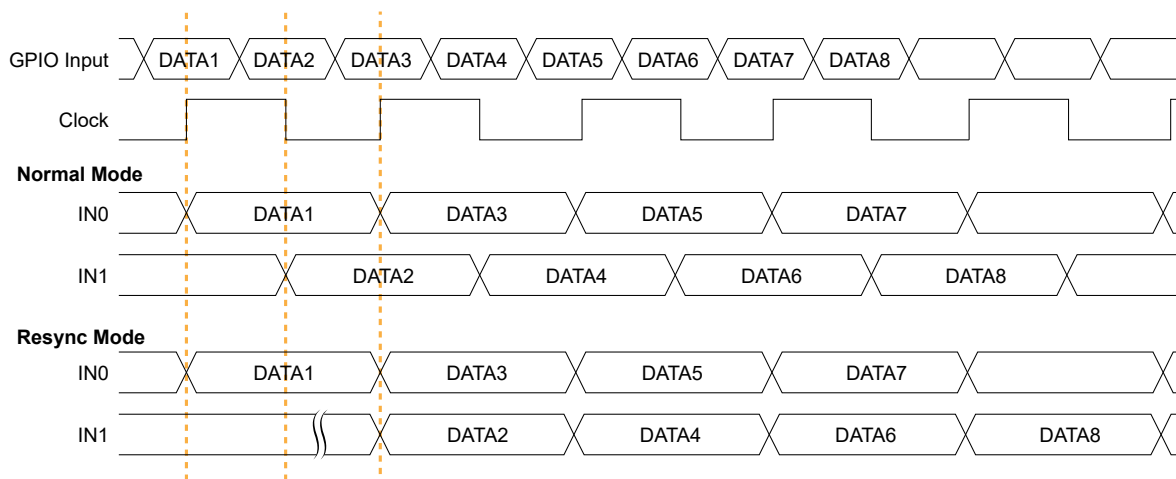 GPIO Input DATA1 DATA2 DATA3 DATA4 DATA5 DATA6 DATA7 DATA8
Clock
Normal Mode
IN0 DATA1 DATA3 DATA5 DATA7
IN1 DATA2 DATA4 DATA6 DATA8
Resync Mode
IN0 DATA1 DATA3 DATA5 DATA7
IN1 DATA2 DATA4 DATA6 DATA8